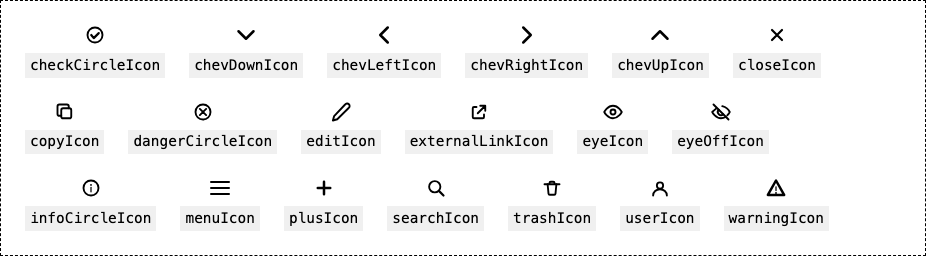 checkCircleIcon chevDownIcon chevLeftIcon chevRightIcon chevUpIcon closeIcon
copyIcon dangerCircleIcon editIcon externalLinkIcon eyeIcon eyeOffIcon
infoCircleIcon menuIcon plusIcon searchIcon trashIcon userIcon warningIcon